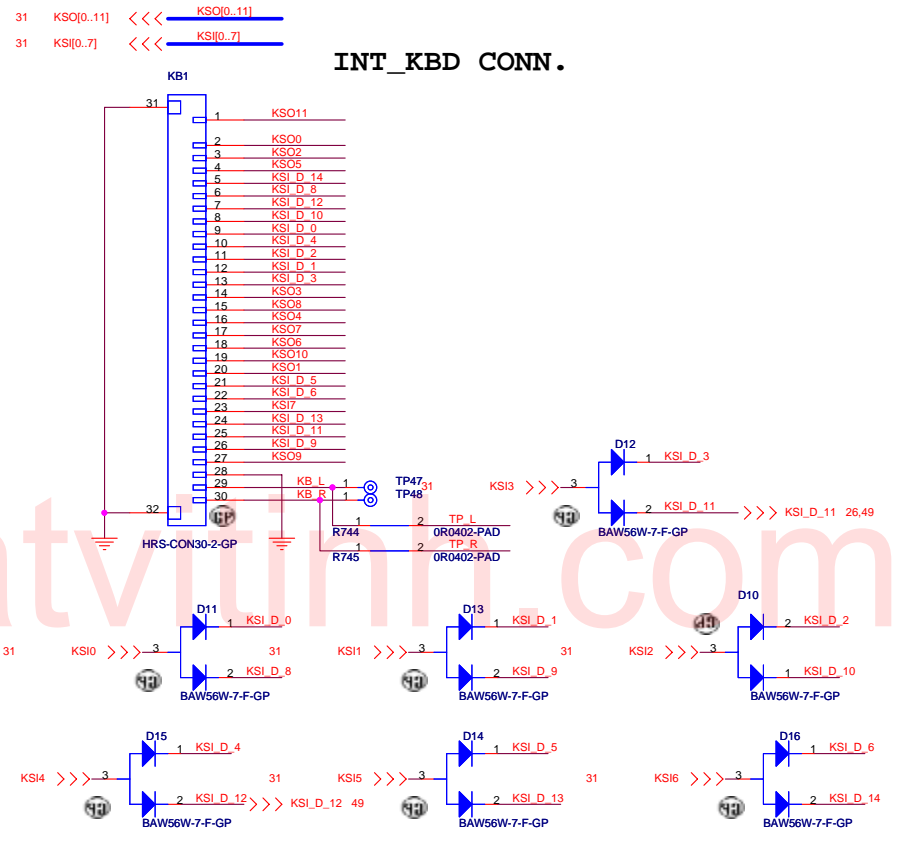 31 KSO[0..11] KSO[0..11]
31 KSI[0..7] KSI[0..7]
INT_KBD CONN.
KB1
31
1 KSO11
2 KSO0
3 KSO2
4 KSO5
5 KSI_D_14
6 KSI_D_8
7 KSI_D_12
8 KSI_D_10
9 KSI_D_0
10 KSI_D_4
11 KSI_D_2
12 KSI_D_1
13 KSI_D_3
14 KSO3
15 KSO8
16 KSO4
17 KSO7
18 KSO6
19 KSO10
20 KSO1
21 KSI_D_5
22 KSI_D_6
23 KSI7
24 KSI_D_13
25 KSI_D_11
26 KSI_D_9
27 KSO9
28
29 KB_L 1 TP47
30 KB_R 1 TP48
32
GP
HRS-CON30-2-GP
R744 1 2 TP_L
0R0402-PAD
R745 1 2 TP_R
0R0402-PAD
31 KSI3 3 D12
1 KSI_D_3
2 KSI_D_11 KSI_D_11 26,49
BAW56W-7-F-GP
31 KSI0 3 D11
1 KSI_D_0
2 KSI_D_8
BAW56W-7-F-GP
31 KSI1 3 D13
1 KSI_D_1
2 KSI_D_9
BAW56W-7-F-GP
31 KSI2 3 D10
2 KSI_D_2
1 KSI_D_10
BAW56W-7-F-GP
KSI4 3 D15
1 KSI_D_4
2 KSI_D_12 KSI_D_12 49
BAW56W-7-F-GP
31 KSI5 3 D14
1 KSI_D_5
2 KSI_D_13
BAW56W-7-F-GP
31 KSI6 3 D16
1 KSI_D_6
2 KSI_D_14
BAW56W-7-F-GP
atvitinh.com